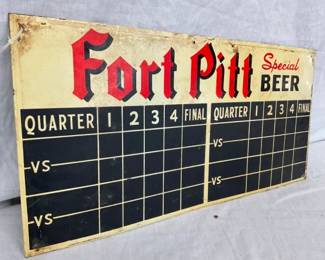 Fort Pitt Special BEER
QUARTER 1 2 3 4 FINAL QUARTER 1 2 3 4 FINAL
VS VS
VS VS